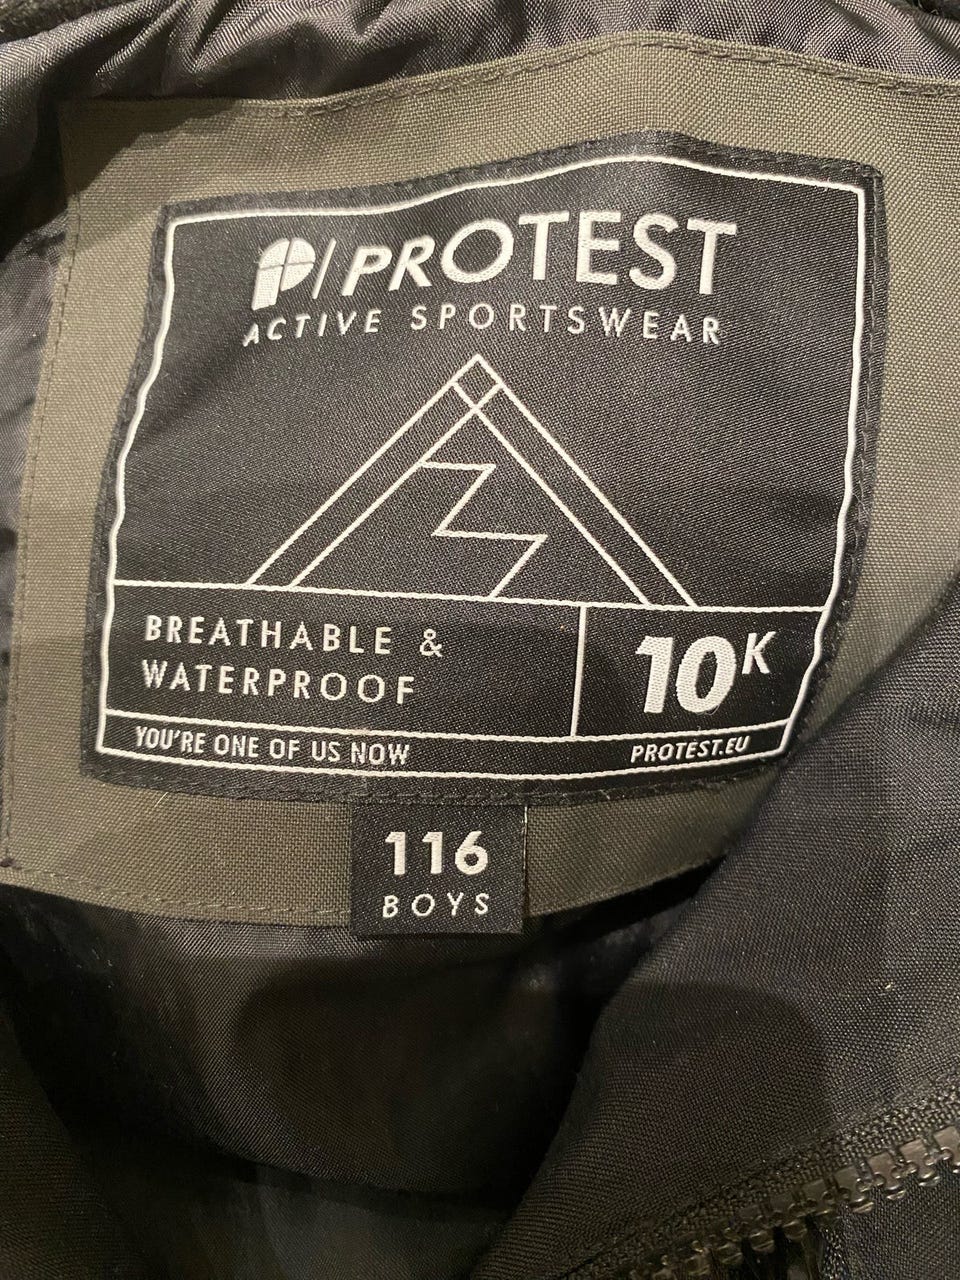 PROTEST
ACTIVE SPORTSWEAR
BREATHABLE &
WATERPROOF
10K
YOU'RE ONE OF US NOW
PROTEST.EU
116
BOYS